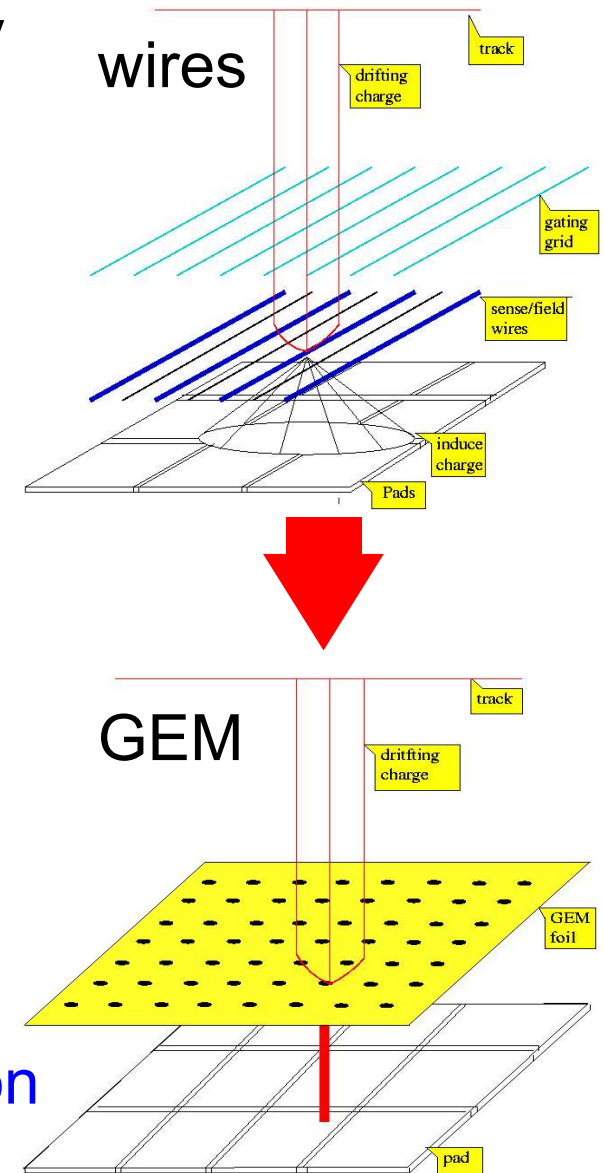 wires
track
drifting
charge
gating
grid
sense/field
wires
induce
charge
Pads
GEM
track
dritfting
charge
GEM
foil
on
pad